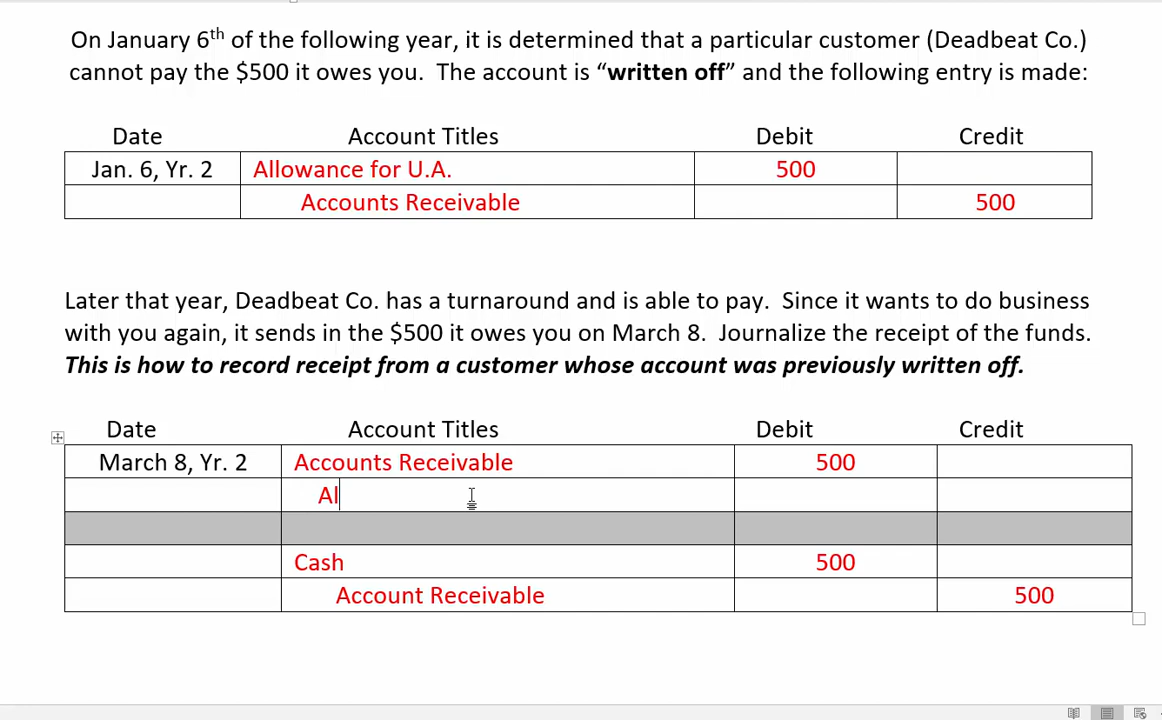 On January 6th of the following year, it is determined that a particular customer (Deadbeat Co.)
cannot pay the $500 it owes you. The account is “written off” and the following entry is made:
Date Account Titles Debit Credit
Jan. 6, Yr. 2 Allowance for U.A. 500
Accounts Receivable 500
Later that year, Deadbeat Co. has a turnaround and is able to pay. Since it wants to do business
with you again, it sends in the $500 it owes you on March 8. Journalize the receipt of the funds.
This is how to record receipt from a customer whose account was previously written off.
Date Account Titles Debit Credit
March 8, Yr. 2 Accounts Receivable 500
Al
Cash 500
Account Receivable 500